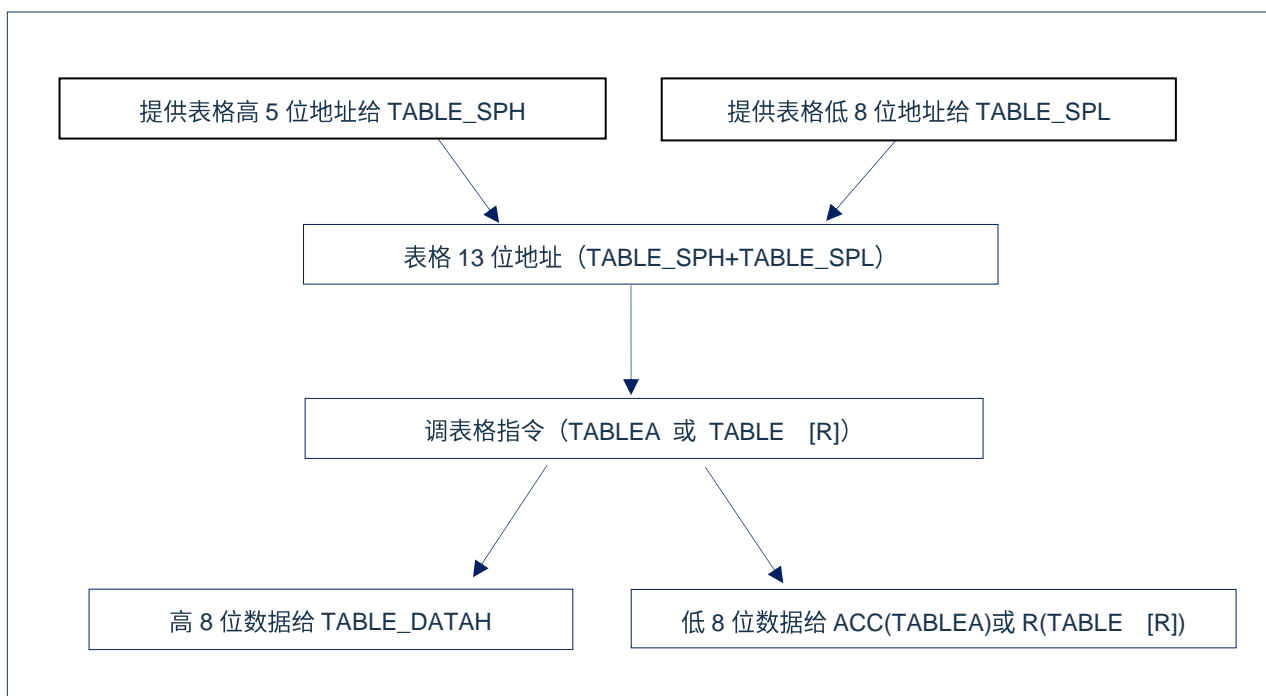 提供表格高 5 位地址给 TABLE_SPH
提供表格低 8 位地址给 TABLE_SPL
表格 13 位地址（TABLE_SPH+TABLE_SPL）
调表格指令（TABLEA 或 TABLE [R]）
高 8 位数据给 TABLE_DATAH
低 8 位数据给 ACC(TABLEA)或 R(TABLE [R])